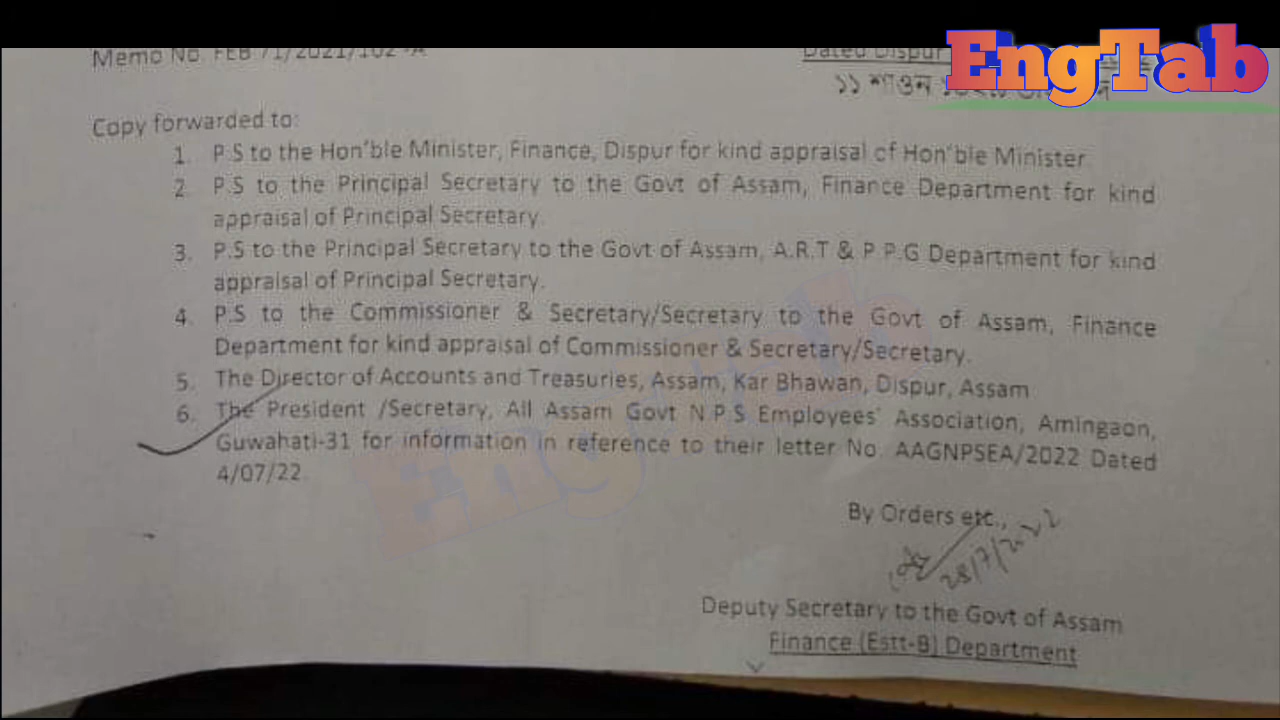 EngTab
Memo No. FEB 71/2021/102-A
Dated Dispur
১১ শাওন
Copy forwarded to:
1. P.S to the Hon'ble Minister, Finance, Dispur for kind appraisal of Hon'ble Minister
2. P.S to the Principal Secretary to the Govt of Assam, Finance Department for kind
appraisal of Principal Secretary.
3. P.S to the Principal Secretary to the Govt of Assam, A.R.T & P.P.G Department for kind
appraisal of Principal Secretary.
4. P.S to the Commissioner & Secretary/Secretary to the Govt of Assam, Finance
Department for kind appraisal of Commissioner & Secretary/Secretary.
5. The Director of Accounts and Treasuries, Assam, Kar Bhawan, Dispur, Assam
6. The President /Secretary, All Assam Govt N.P.S Employees' Association, Amingaon,
Guwahati-31 for information in reference to their letter No. AAGNPSEA/2022 Dated
4/07/22.
By Orders etc.,
28/7/2022
Deputy Secretary to the Govt of Assam
Finance (Estt-B) Department